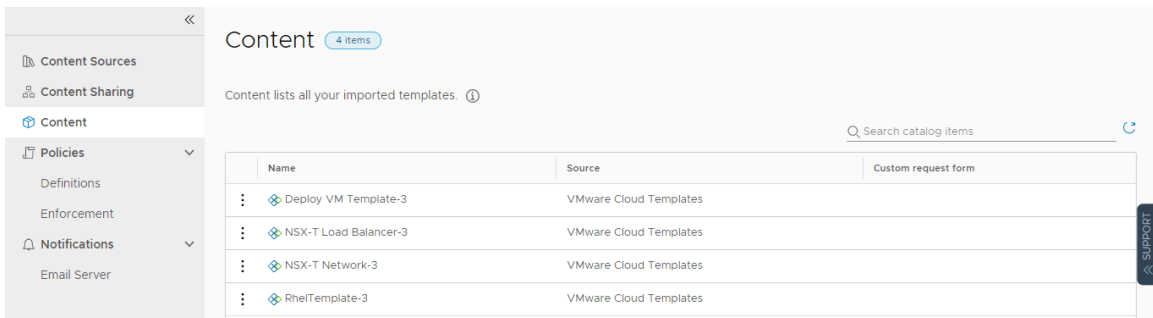 Content Sources
Content Sharing
Content
Policies
Definitions
Enforcement
Notifications
Email Server
Content 4 items
Content lists all your imported templates.
Search catalog items
Name Source Custom request form
Deploy VM Template-3 VMware Cloud Templates
NSX-T Load Balancer-3 VMware Cloud Templates
NSX-T Network-3 VMware Cloud Templates
RhelTemplate-3 VMware Cloud Templates
SUPPORT